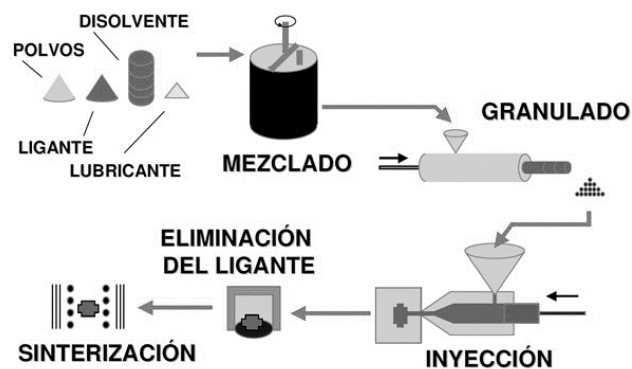 DISOLVENTE
POLVOS
LIGANTE
LUBRICANTE
MEZCLADO
GRANULADO
ELIMINACIÓN
DEL LIGANTE
SINTERIZACIÓN
INYECCIÓN